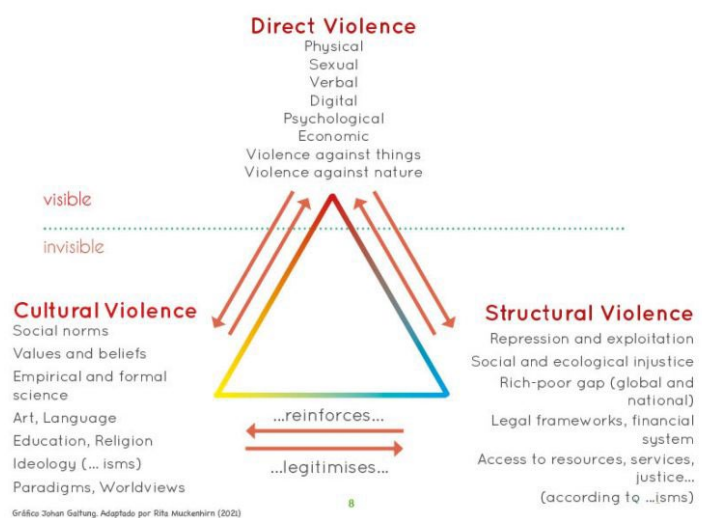 Direct Violence
Physical
Sexual
Verbal
Digital
Psychological
Economic
Violence against things
Violence against nature
visible
invisible
Cultural Violence
Social norms
Values and beliefs
Empirical and formal
science
Art, Language
Education, Religion
Ideology (... isms)
Paradigms, Worldviews
Structural Violence
Repression and exploitation
Social and ecological injustice
Rich-poor gap (global and
national)
Legal frameworks, financial
system
Access to resources, services,
justice...
(according to ...isms)
...reinforces...
...legitimises...
8
Gráfico Johan Galtung. Adaptado por Rita Muckenhirn (2021)